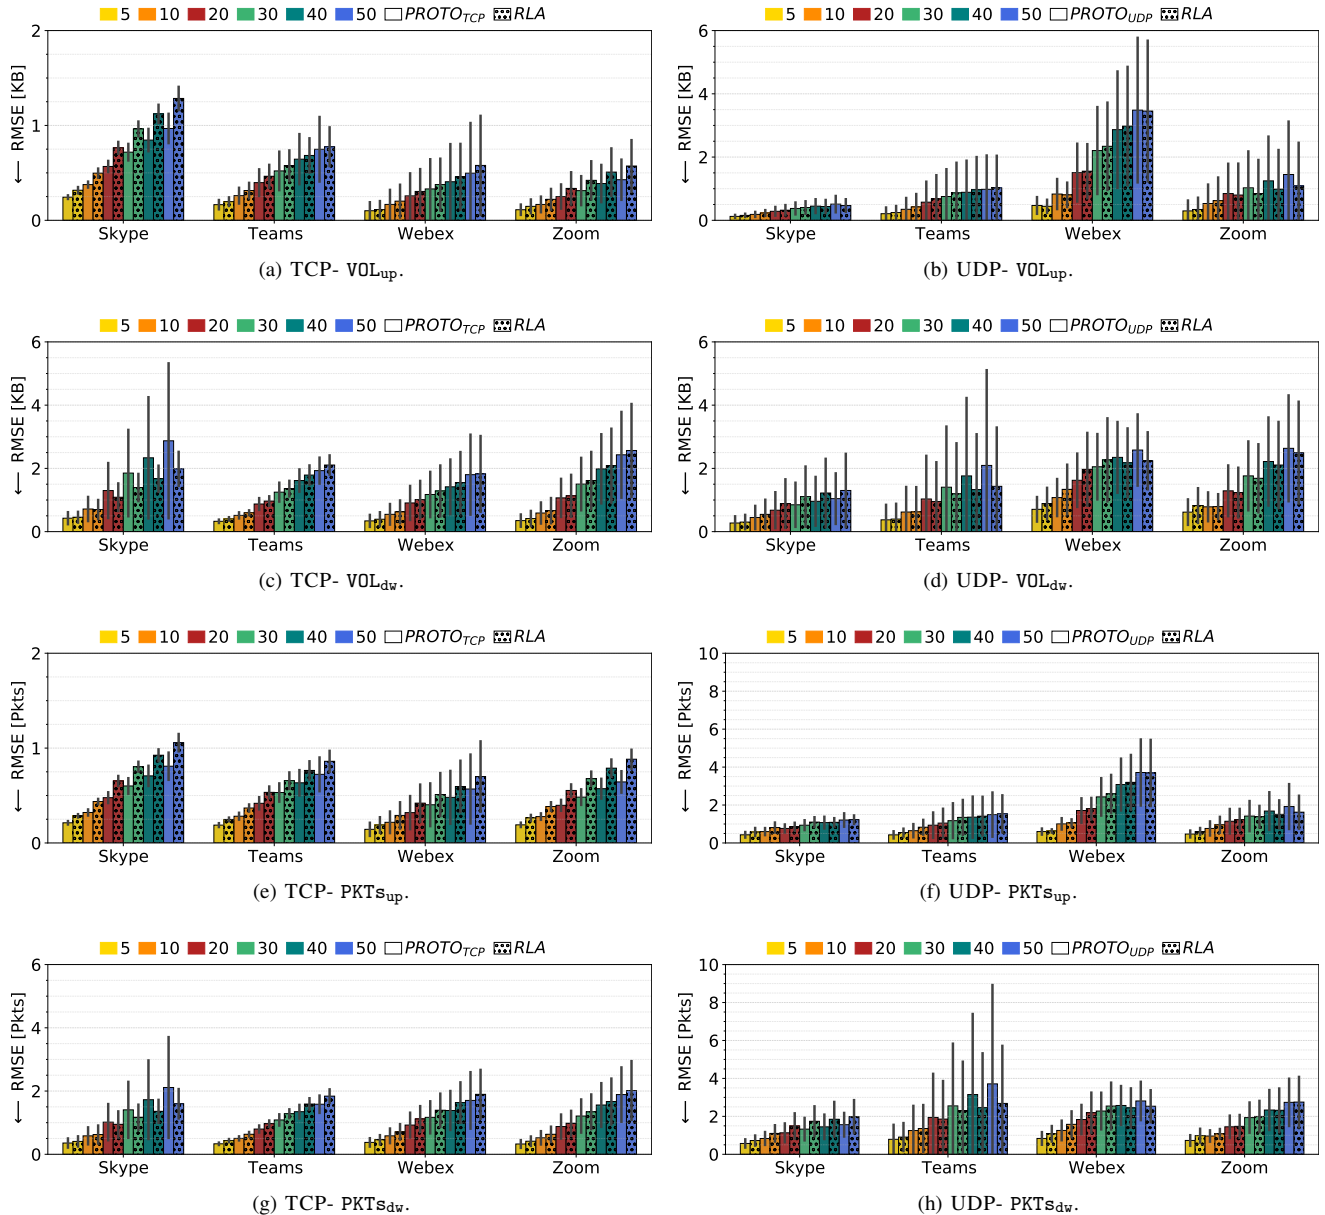 5 10 20 30 40 50 PROTO_TCP RLA
← RMSE [KB]
2
1
0
Skype Teams Webex Zoom
(a) TCP- VOL_up.
5 10 20 30 40 50 PROTO_UDP RLA
← RMSE [KB]
6
4
2
0
Skype Teams Webex Zoom
(b) UDP- VOL_up.
5 10 20 30 40 50 PROTO_TCP RLA
← RMSE [KB]
6
4
2
0
Skype Teams Webex Zoom
(c) TCP- VOL_dw.
5 10 20 30 40 50 PROTO_UDP RLA
← RMSE [KB]
6
4
2
0
Skype Teams Webex Zoom
(d) UDP- VOL_dw.
5 10 20 30 40 50 PROTO_TCP RLA
← RMSE [Pkts]
2
1
0
Skype Teams Webex Zoom
(e) TCP- PKTs_up.
5 10 20 30 40 50 PROTO_UDP RLA
← RMSE [Pkts]
10
8
6
4
2
0
Skype Teams Webex Zoom
(f) UDP- PKTs_up.
5 10 20 30 40 50 PROTO_TCP RLA
← RMSE [Pkts]
6
4
2
0
Skype Teams Webex Zoom
(g) TCP- PKTs_dw.
5 10 20 30 40 50 PROTO_UDP RLA
← RMSE [Pkts]
10
8
6
4
2
0
Skype Teams Webex Zoom
(h) UDP- PKTs_dw.